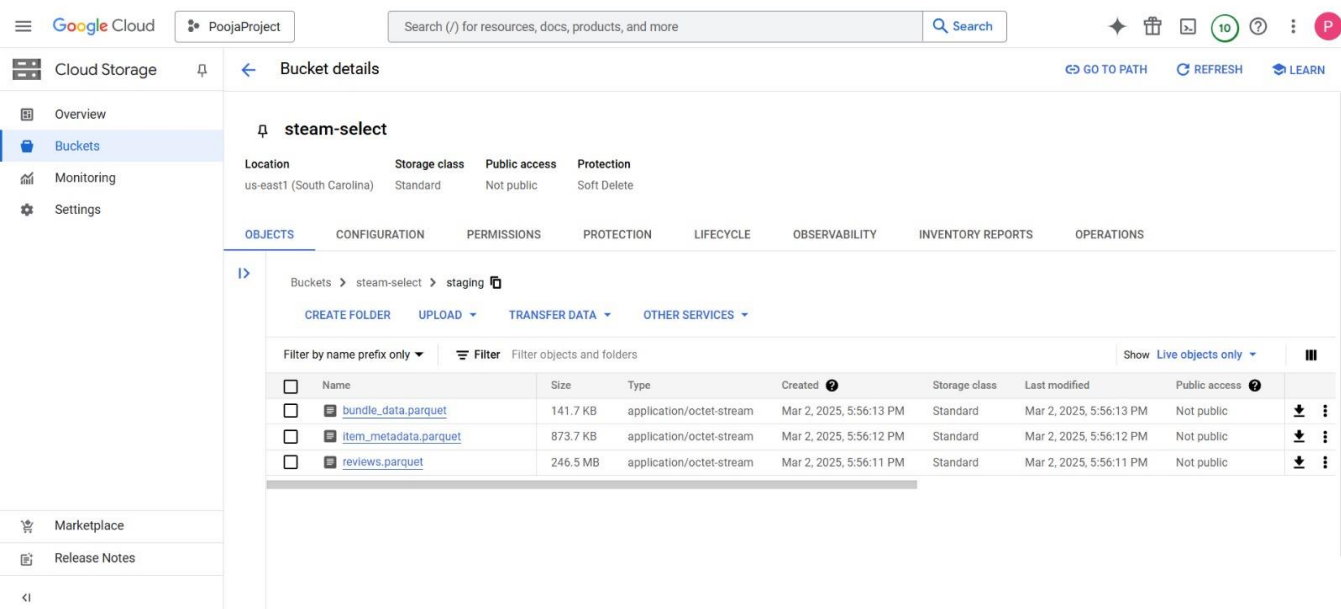 Google Cloud PoojaProject Search (/) for resources, docs, products, and more Search 10 P
Cloud Storage Bucket details GO TO PATH REFRESH LEARN
Overview
Buckets
Monitoring
Settings
Marketplace
Release Notes
steam-select
Location Storage class Public access Protection
us-east1 (South Carolina) Standard Not public Soft Delete
OBJECTS CONFIGURATION PERMISSIONS PROTECTION LIFECYCLE OBSERVABILITY INVENTORY REPORTS OPERATIONS
Buckets > steam-select > staging
CREATE FOLDER UPLOAD TRANSFER DATA OTHER SERVICES
Filter by name prefix only Filter Filter objects and folders Show Live objects only
Name Size Type Created Storage class Last modified Public access
bundle_data.parquet 141.7 KB application/octet-stream Mar 2, 2025, 5:56:13 PM Standard Mar 2, 2025, 5:56:13 PM Not public
item_metadata.parquet 873.7 KB application/octet-stream Mar 2, 2025, 5:56:12 PM Standard Mar 2, 2025, 5:56:12 PM Not public
reviews.parquet 246.5 MB application/octet-stream Mar 2, 2025, 5:56:11 PM Standard Mar 2, 2025, 5:56:11 PM Not public